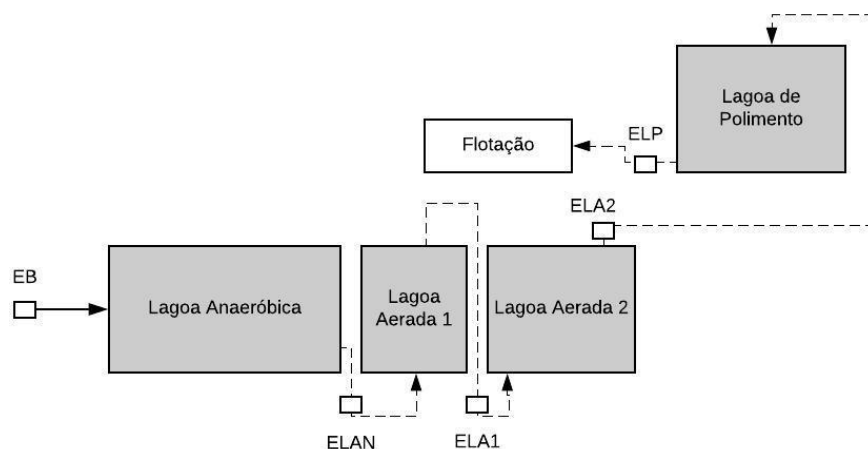 Lagoa de
Polimento
ELP
Flotação
ELA2
EB
Lagoa Anaeróbica
Lagoa
Aerada 1
Lagoa Aerada 2
ELAN
ELA1